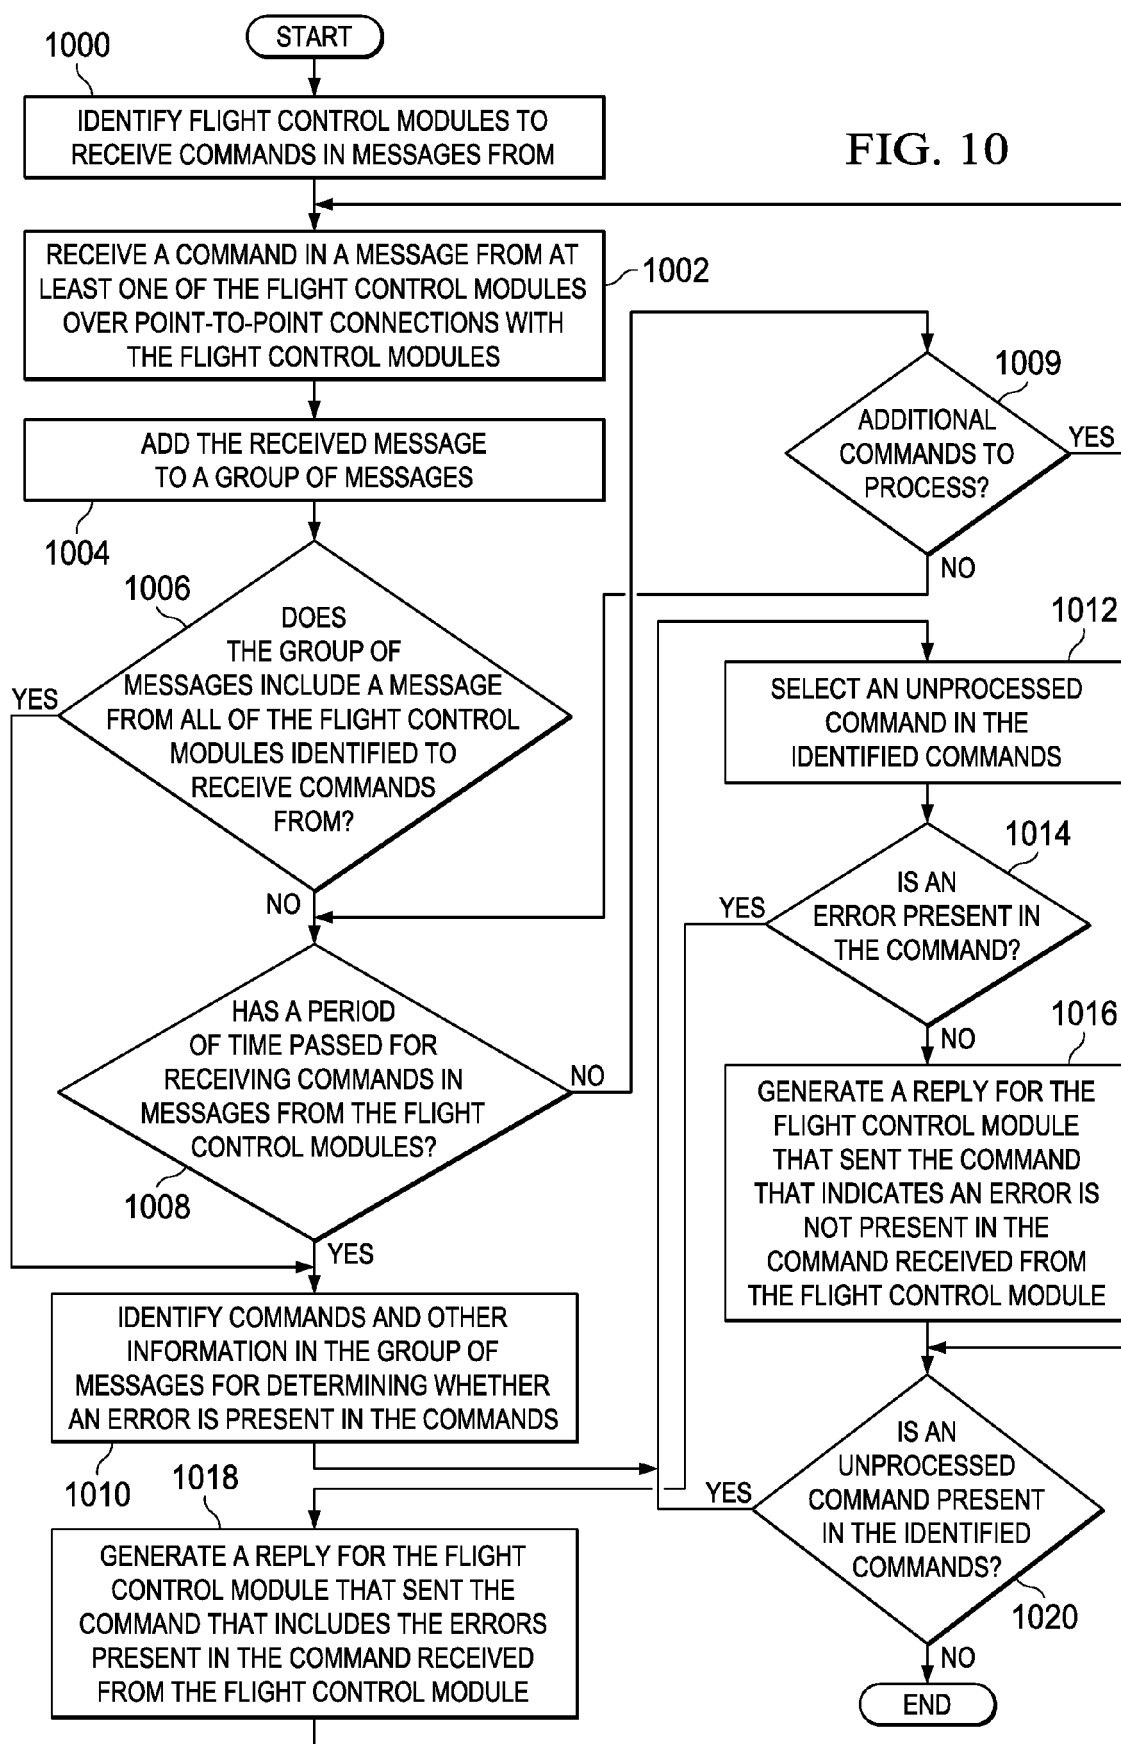 START
1000
IDENTIFY FLIGHT CONTROL MODULES TO
RECEIVE COMMANDS IN MESSAGES FROM
FIG. 10
RECEIVE A COMMAND IN A MESSAGE FROM AT
LEAST ONE OF THE FLIGHT CONTROL MODULES
OVER POINT-TO-POINT CONNECTIONS WITH
THE FLIGHT CONTROL MODULES
1002
ADD THE RECEIVED MESSAGE
TO A GROUP OF MESSAGES
1004
1006
DOES
THE GROUP OF
MESSAGES INCLUDE A MESSAGE
FROM ALL OF THE FLIGHT CONTROL
MODULES IDENTIFIED TO
RECEIVE COMMANDS
FROM?
YES
NO
HAS A PERIOD
OF TIME PASSED FOR
RECEIVING COMMANDS IN
MESSAGES FROM THE FLIGHT
CONTROL MODULES?
NO
1008
YES
1009
ADDITIONAL
COMMANDS TO
PROCESS?
YES
NO
IDENTIFY COMMANDS AND OTHER
INFORMATION IN THE GROUP OF
MESSAGES FOR DETERMINING WHETHER
AN ERROR IS PRESENT IN THE COMMANDS
1010
1012
SELECT AN UNPROCESSED
COMMAND IN THE
IDENTIFIED COMMANDS
1014
IS AN
ERROR PRESENT IN
THE COMMAND?
YES
NO
1016
GENERATE A REPLY FOR THE
FLIGHT CONTROL MODULE
THAT SENT THE COMMAND
THAT INDICATES AN ERROR IS
NOT PRESENT IN THE
COMMAND RECEIVED FROM
THE FLIGHT CONTROL MODULE
1018
GENERATE A REPLY FOR THE FLIGHT
CONTROL MODULE THAT SENT THE
COMMAND THAT INCLUDES THE ERRORS
PRESENT IN THE COMMAND RECEIVED
FROM THE FLIGHT CONTROL MODULE
IS AN
UNPROCESSED
COMMAND PRESENT
IN THE IDENTIFIED
COMMANDS?
YES
1020
NO
END